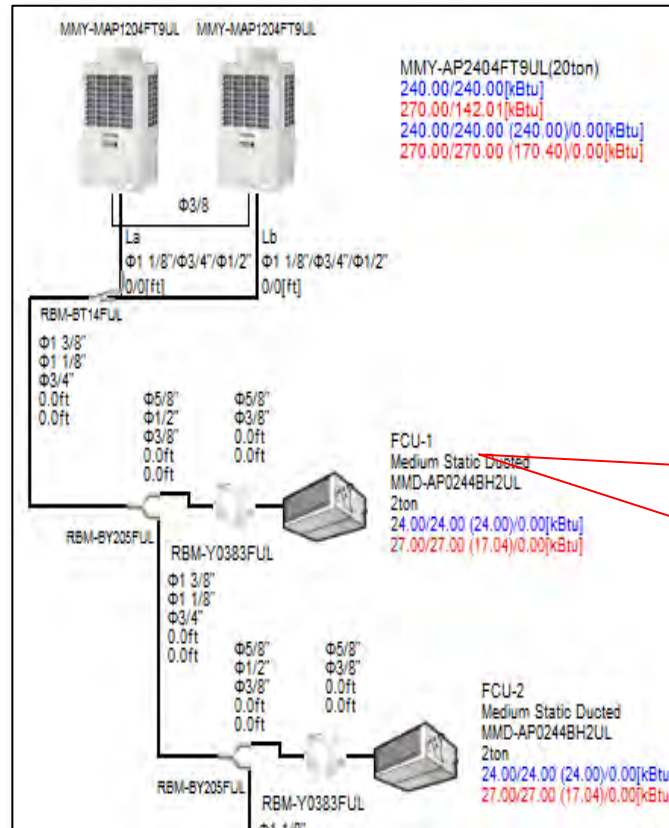 MMY-MAP1204FT9UL MMY-MAP1204FT9UL
MMY-AP2404FT9UL(20ton)
240.00/240.00[kBtu]
270.00/142.01[kBtu]
240.00/240.00 (240.00)/0.00[kBtu]
270.00/270.00 (170.40)/0.00[kBtu]
Φ3/8
La
Φ1 1/8"/Φ3/4"/Φ1/2"
0/0[ft]
Lb
Φ1 1/8"/Φ3/4"/Φ1/2"
0/0[ft]
RBM-BT14FUL
Φ1 3/8"
Φ1 1/8"
Φ3/4"
0.0ft
0.0ft
Φ5/8"
Φ1/2"
Φ3/8"
0.0ft
0.0ft
Φ5/8"
Φ3/8"
0.0ft
0.0ft
FCU-1
Medium Static Ducted
MMD-AP0244BH2UL
2ton
24.00/24.00 (24.00)/0.00[kBtu]
27.00/27.00 (17.04)/0.00[kBtu]
RBM-BY205FUL
RBM-Y0383FUL
Φ1 3/8"
Φ1 1/8"
Φ3/4"
0.0ft
0.0ft
Φ5/8"
Φ1/2"
Φ3/8"
0.0ft
0.0ft
Φ5/8"
Φ3/8"
0.0ft
0.0ft
FCU-2
Medium Static Ducted
MMD-AP0244BH2UL
2ton
24.00/24.00 (24.00)/0.00[kBtu
27.00/27.00 (17.04)/0.00[kBtu
RBM-BY205FUL
RBM-Y0383FUL